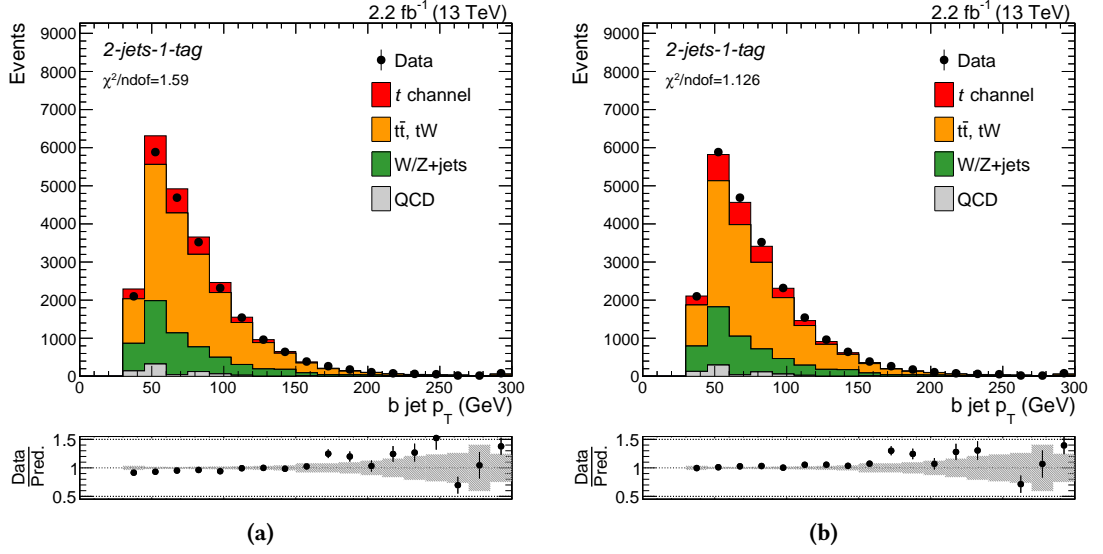 2.2 fb⁻¹ (13 TeV)
Events
9000
8000
7000
6000
5000
4000
3000
2000
1000
0
2-jets-1-tag
χ²/ndof=1.59
Data
t channel
tt̄, tW
W/Z+jets
QCD
0 50 100 150 200 250 300
b jet p_T (GeV)
Data
Pred.
1.5
1
0.5
(a)
2.2 fb⁻¹ (13 TeV)
Events
9000
8000
7000
6000
5000
4000
3000
2000
1000
0
2-jets-1-tag
χ²/ndof=1.126
Data
t channel
tt̄, tW
W/Z+jets
QCD
0 50 100 150 200 250 300
b jet p_T (GeV)
Data
Pred.
1.5
1
0.5
(b)